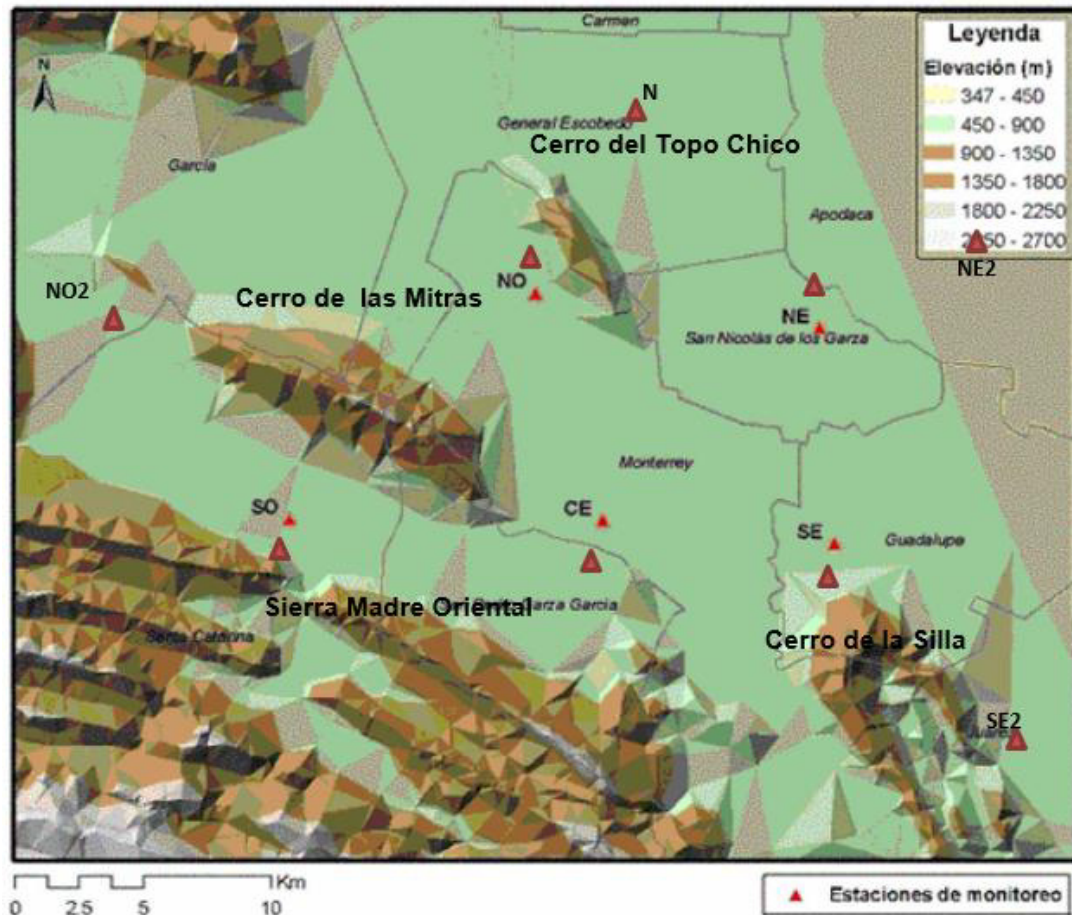 Carmen
Leyenda
Elevación (m)
347 - 450
450 - 900
900 - 1350
1350 - 1800
1800 - 2250
2250 - 2700
N
N
General Escobedo
Cerro del Topo Chico
García
Apodaca
NE2
NO2
Cerro de las Mitras
NO
NE
San Nicolás de los Garza
Monterrey
SO
CE
SE
Guadalupe
Sierra Madre Oriental
Garza Garcia
Santa Catarina
Cerro de la Silla
SE2
Juarez
Km
0 2.5 5 10
Estaciones de monitoreo